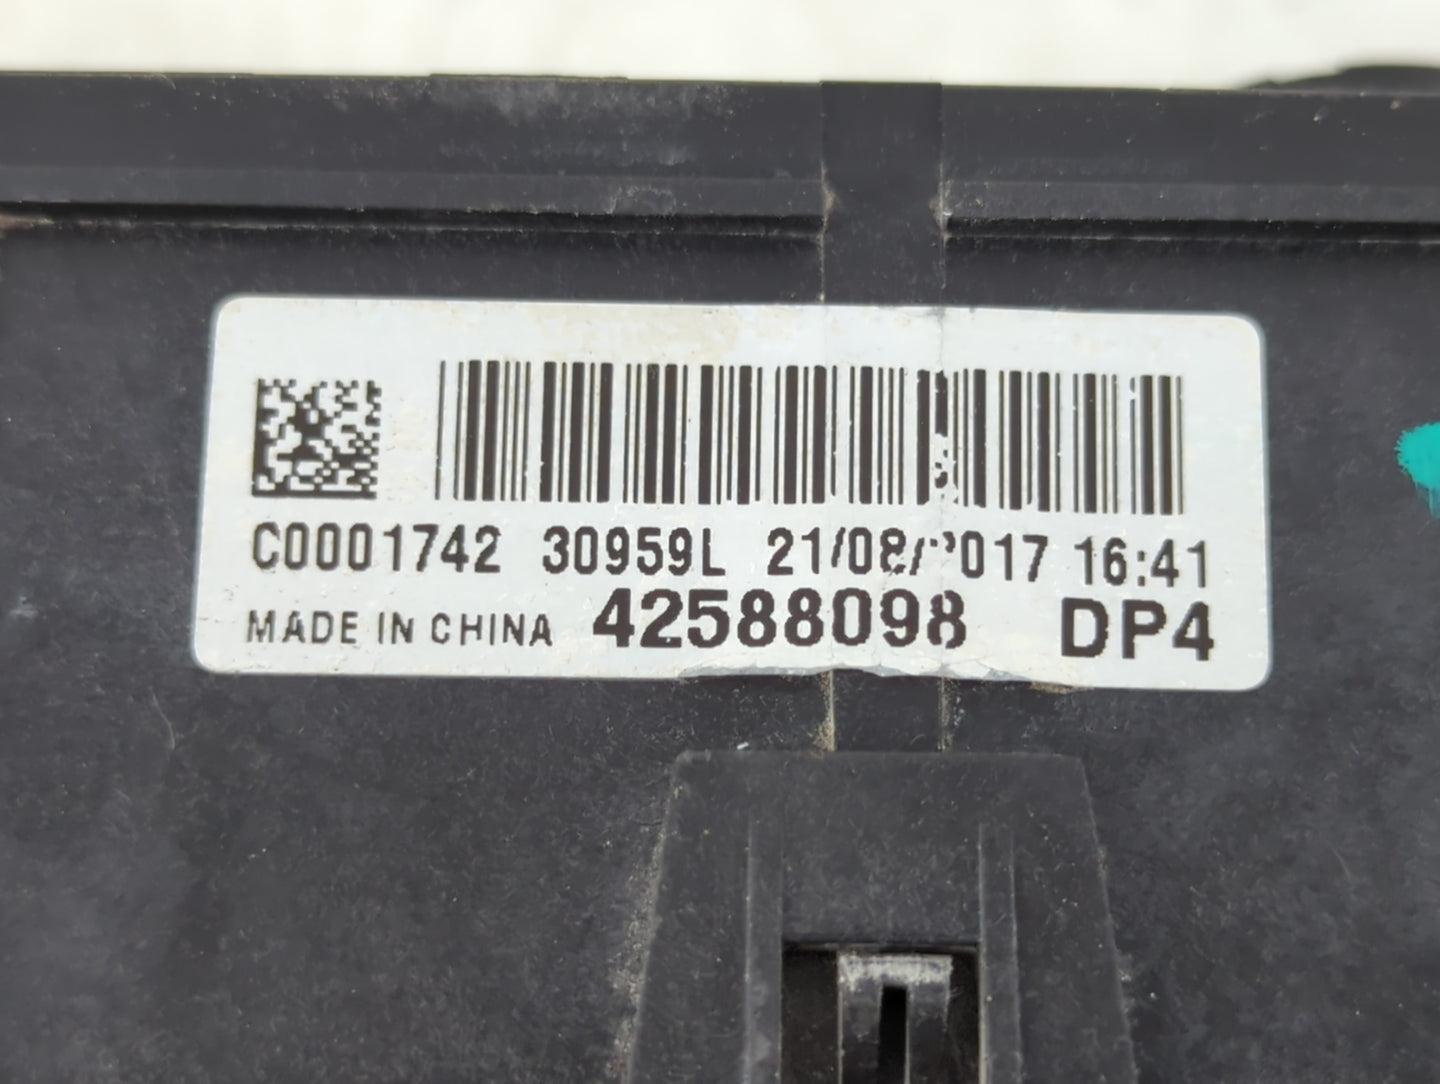 C0001742 30959L 21/08/2017 16:41
MADE IN CHINA 42588098 DP4